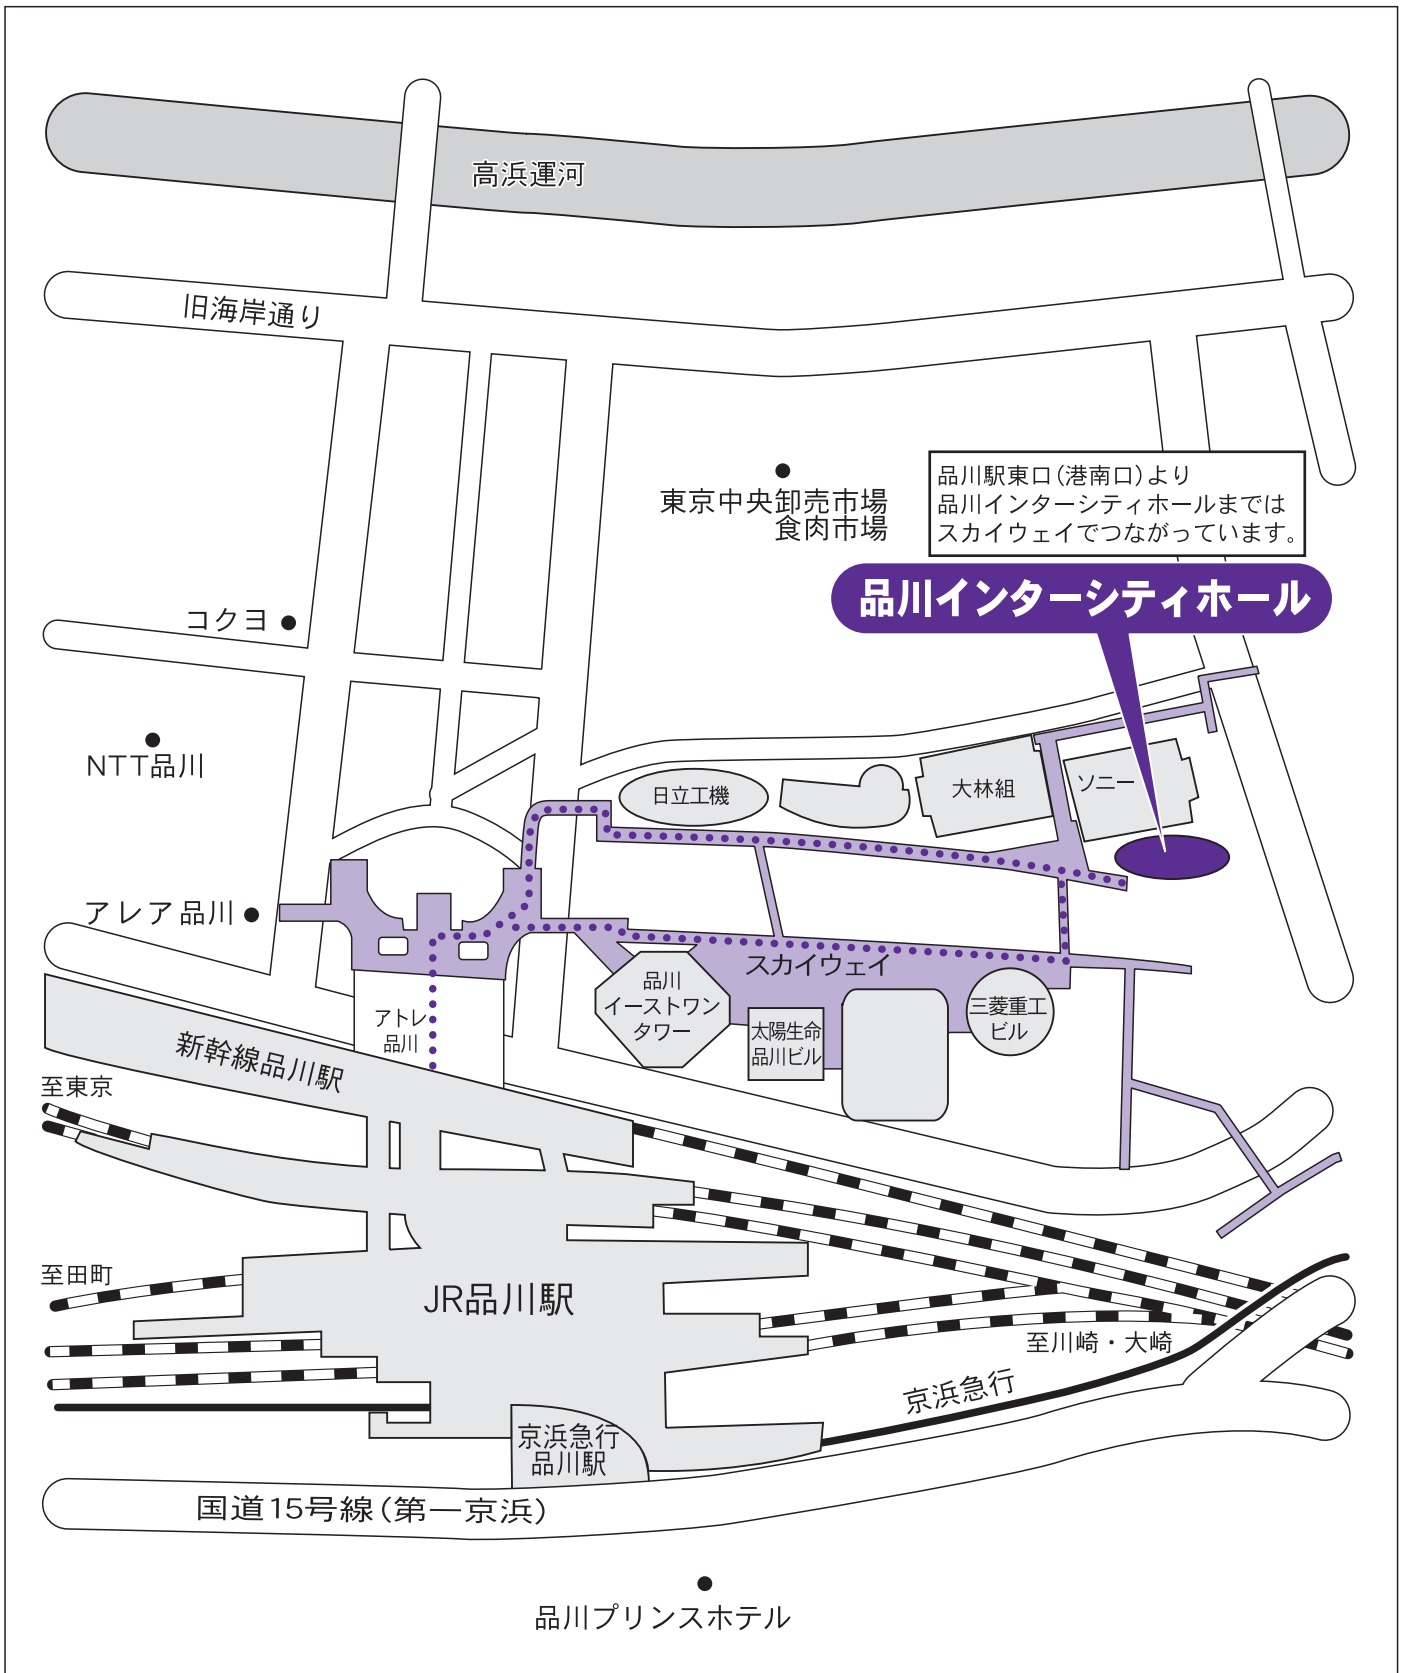 高浜運河
旧海岸通り
東京中央卸売市場
食肉市場
品川駅東口（港南口）より
品川インターシティホールまでは
スカイウェイでつながっています。
品川インターシティホール
コクヨ
NTT品川
日立工機
大林組
ソニー
アレア品川
スカイウェイ
品川
イーストワン
タワー
三菱重工
ビル
太陽生命
品川ビル
アトレ
品川
新幹線品川駅
至東京
至田町
JR品川駅
至川崎・大崎
京浜急行
京浜急行
品川駅
国道15号線（第一京浜）
品川プリンスホテル